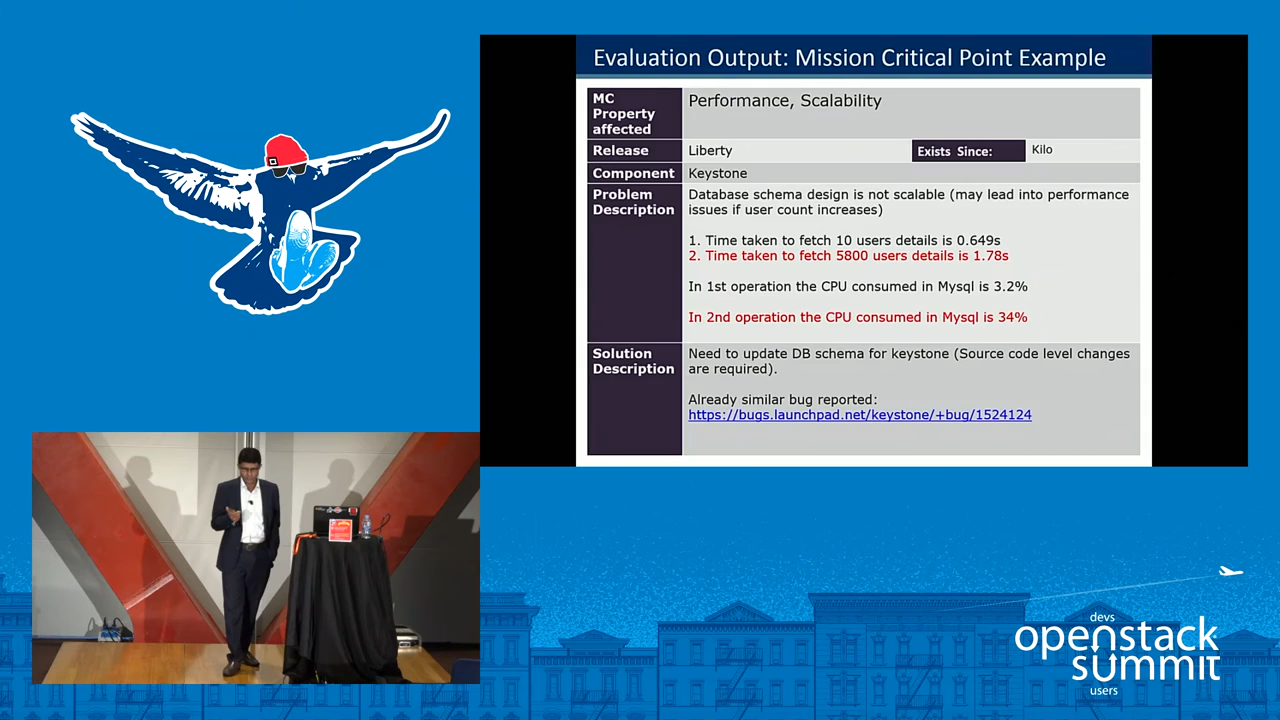 Evaluation Output: Mission Critical Point Example
MC
Property
affected
Performance, Scalability
Release
Liberty
Exists Since:
Kilo
Component
Keystone
Problem
Description
Database schema design is not scalable (may lead into performance
issues if user count increases)
1. Time taken to fetch 10 users details is 0.649s
2. Time taken to fetch 5800 users details is 1.78s
In 1st operation the CPU consumed in Mysql is 3.2%
In 2nd operation the CPU consumed in Mysql is 34%
Solution
Description
Need to update DB schema for keystone (Source code level changes
are required).
Already similar bug reported:
https://bugs.launchpad.net/keystone/+bug/1524124
devs
openstack
summit
users